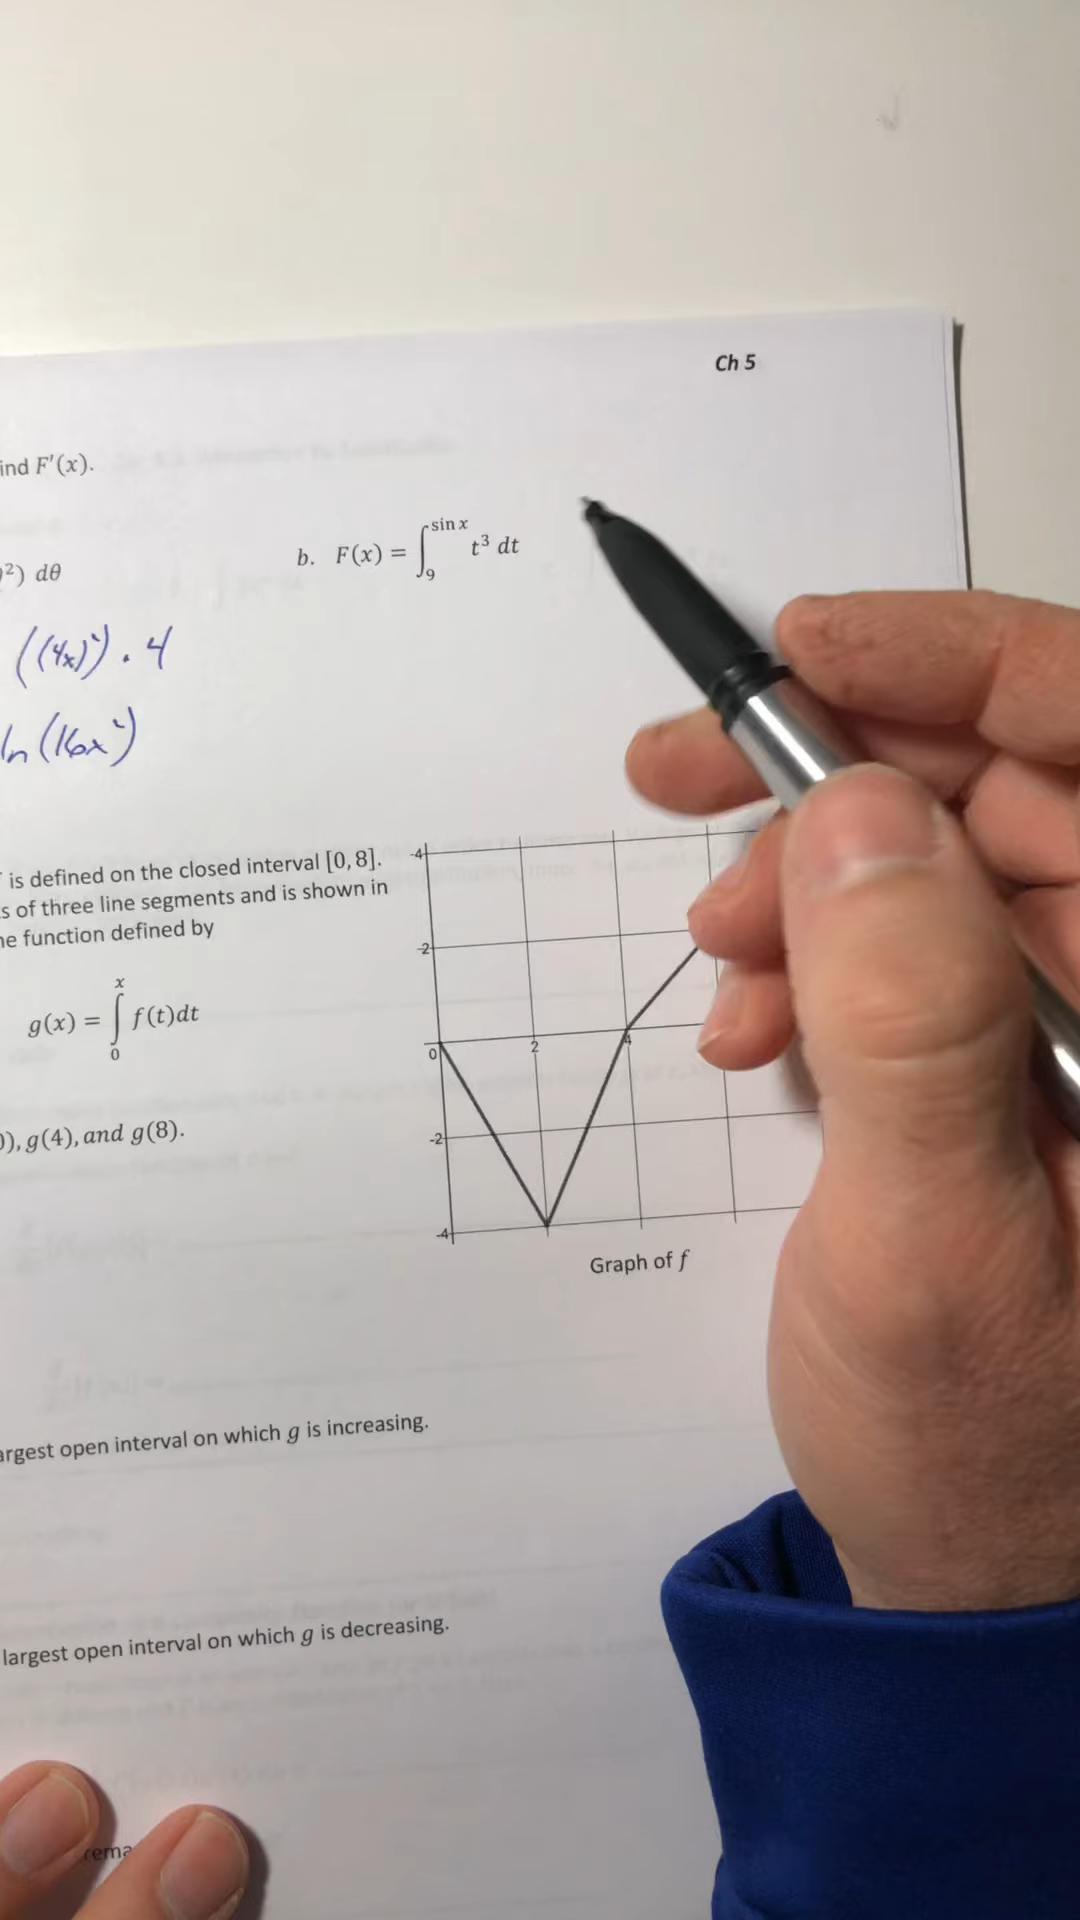 Ch 5
ind F'(x).
²) dθ
b. F(x) = ∫₉^{sin x} t³ dt
((4x)²) · 4
ln (16x²)
is defined on the closed interval [0, 8].
s of three line segments and is shown in
ne function defined by
g(x) = ∫₀ˣ f(t)dt
), g(4), and g(8).
-4
-2
0
2
4
-2
-4
Graph of f
argest open interval on which g is increasing.
largest open interval on which g is decreasing.
rema